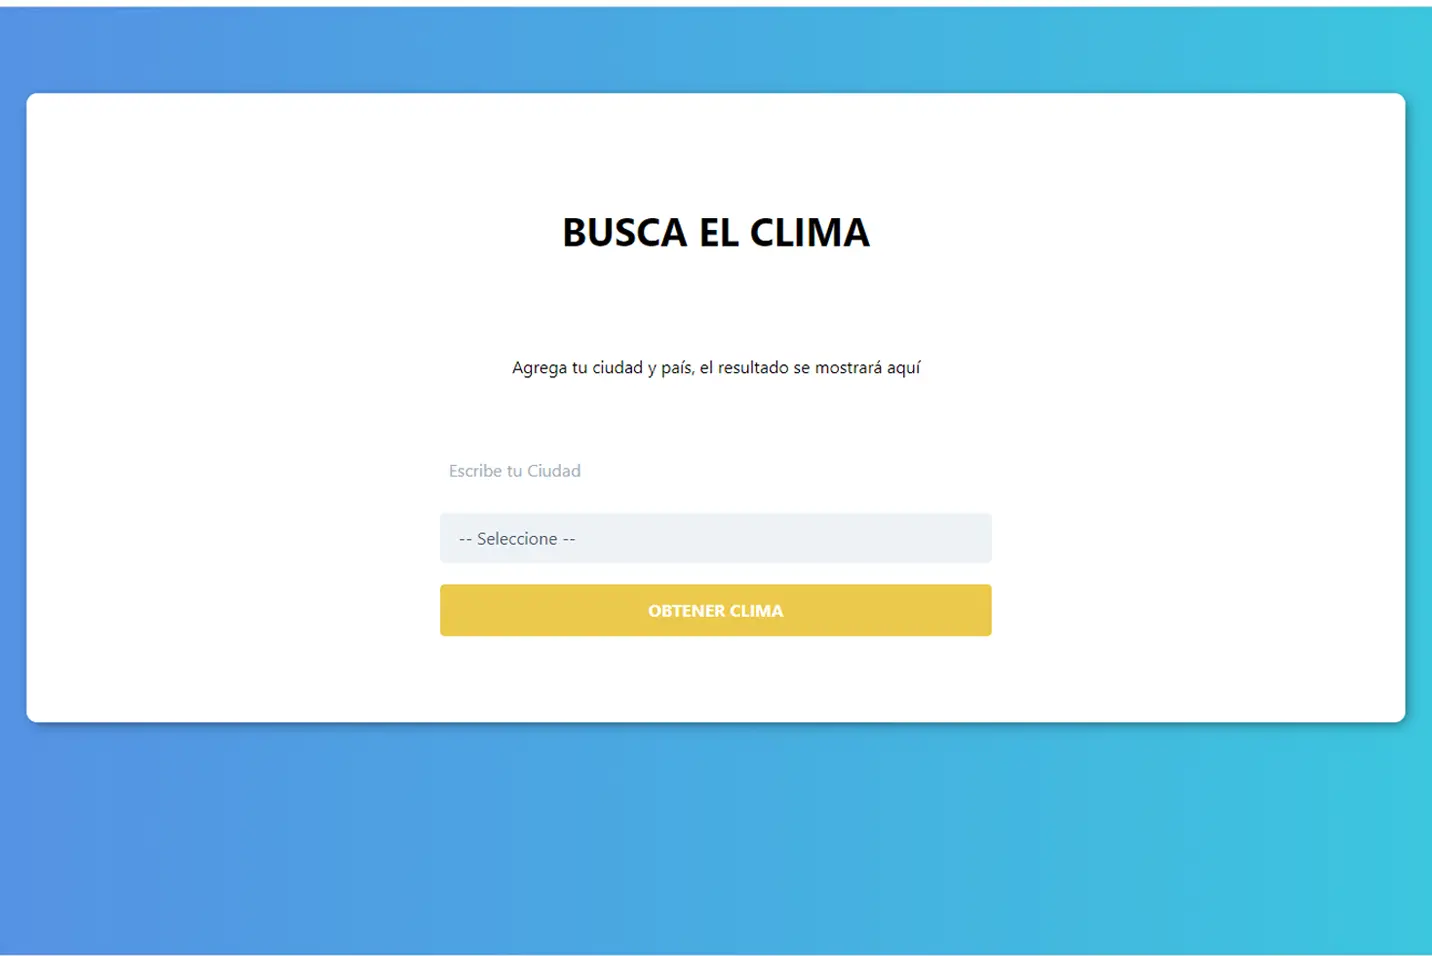 BUSCA EL CLIMA
Agrega tu ciudad y país, el resultado se mostrará aquí
Escribe tu Ciudad
-- Seleccione --
OBTENER CLIMA